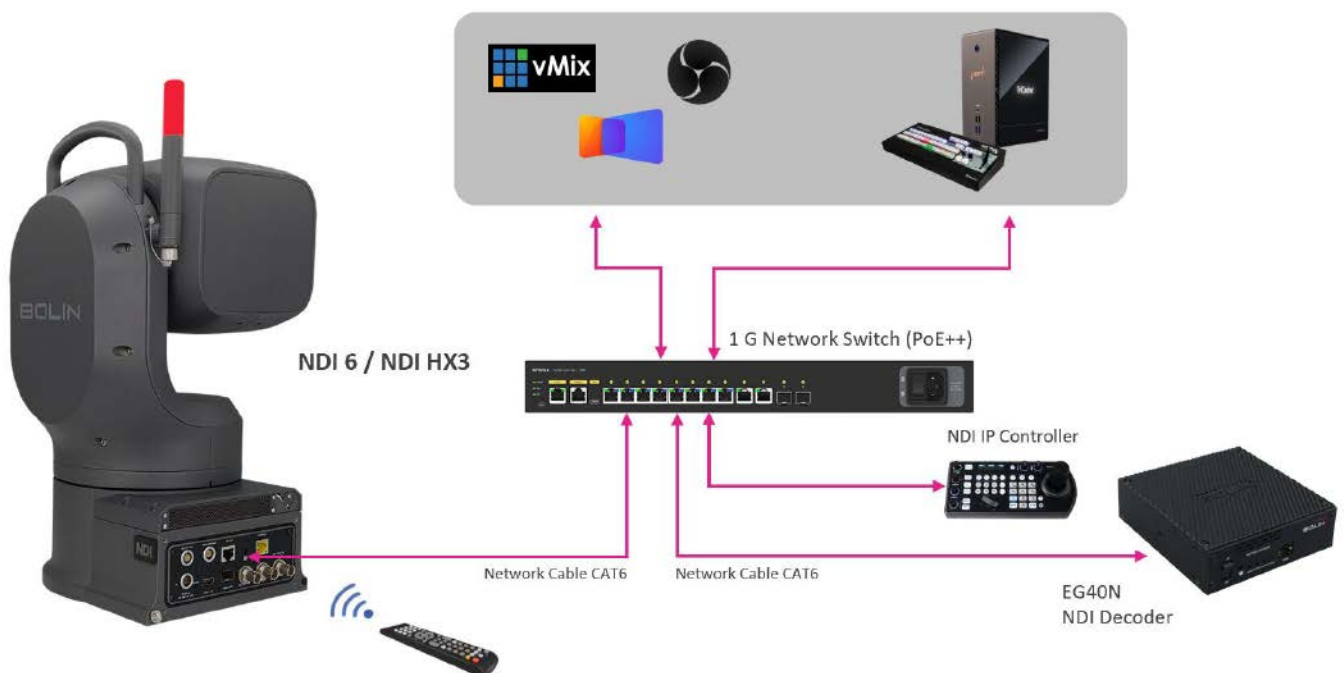 vMix
BOLIN
NDI 6 / NDI HX3
1 G Network Switch (PoE++)
NDI IP Controller
NDI
Network Cable CAT6
Network Cable CAT6
EG40N
NDI Decoder
BOLIN